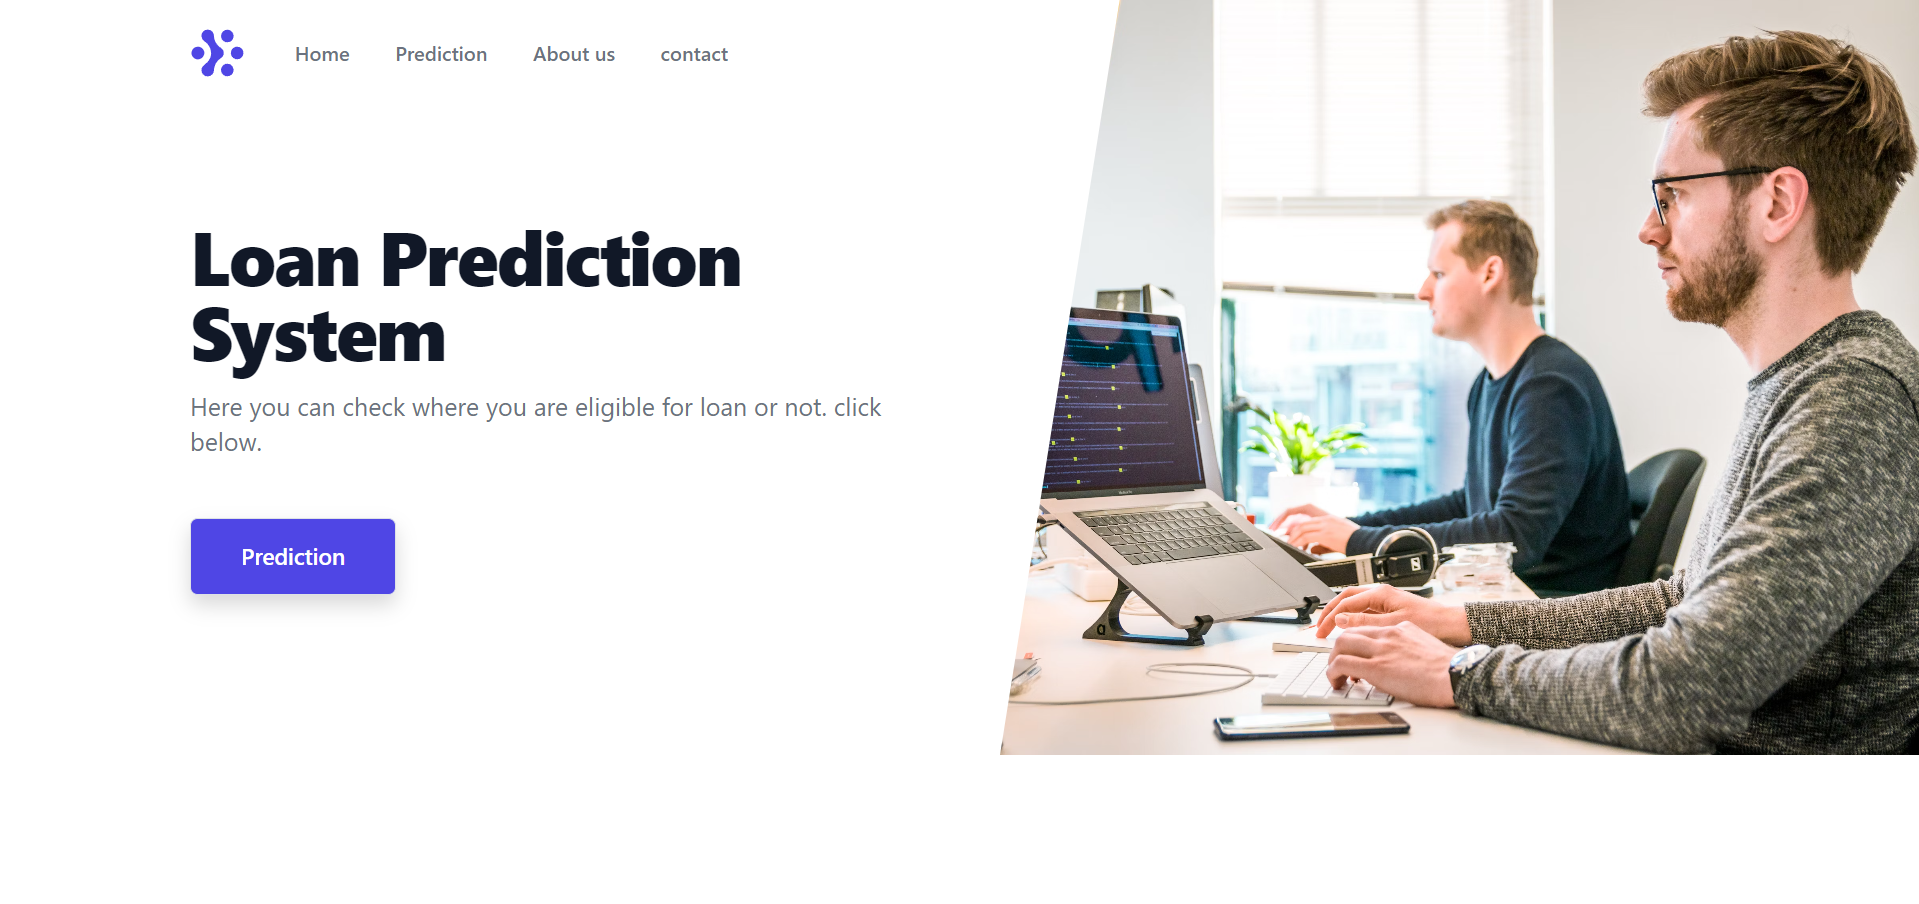 Home Prediction About us contact
Loan Prediction
System
Here you can check where you are eligible for loan or not. click
below.
Prediction